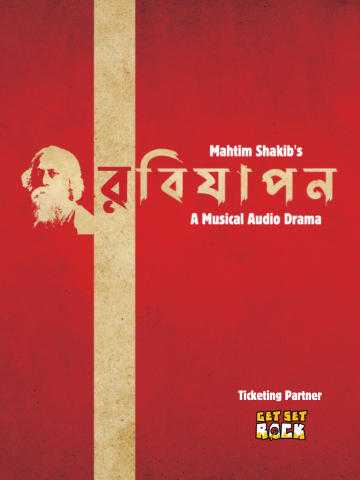 Mahtim Shakib's
রবিযাপন
A Musical Audio Drama
Ticketing Partner
GET SET
ROCK